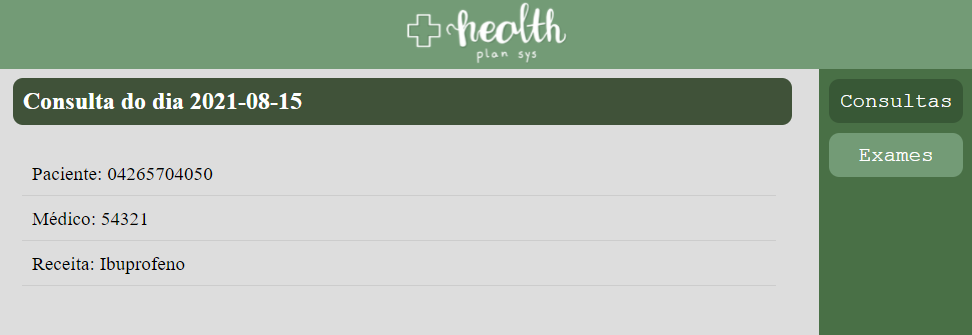 health
plan sys
Consulta do dia 2021-08-15
Paciente: 04265704050
Médico: 54321
Receita: Ibuprofeno
Consultas
Exames